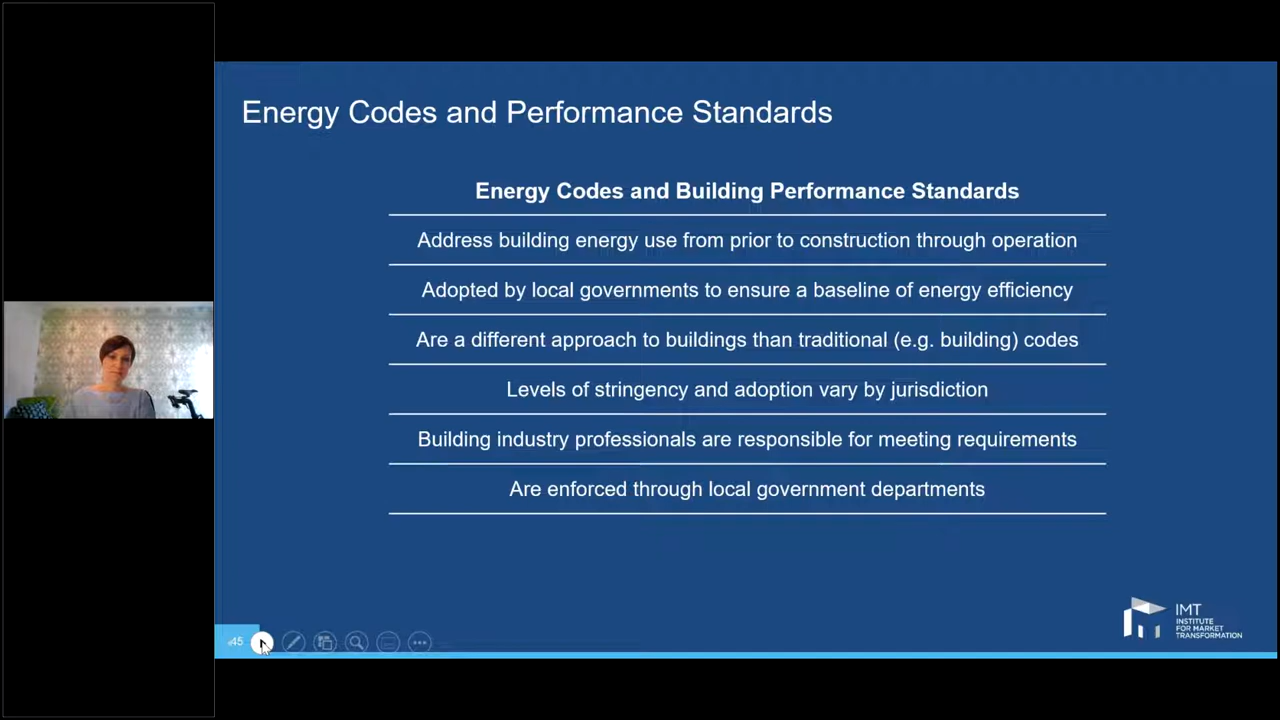 Energy Codes and Performance Standards
Energy Codes and Building Performance Standards
Address building energy use from prior to construction through operation
Adopted by local governments to ensure a baseline of energy efficiency
Are a different approach to buildings than traditional (e.g. building) codes
Levels of stringency and adoption vary by jurisdiction
Building industry professionals are responsible for meeting requirements
Are enforced through local government departments
45
IMT
INSTITUTE
FOR MARKET
TRANSFORMATION